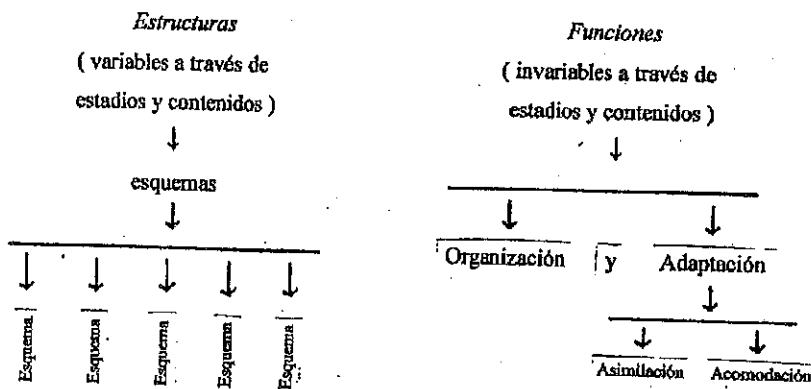 Estructuras
( variables a través de
estadios y contenidos )
esquemas
Esquema
Esquema
Esquema
Esquema
Esquema
Funciones
( invariables a través de
estadios y contenidos )
Organización y Adaptación
Asimilación Acomodación